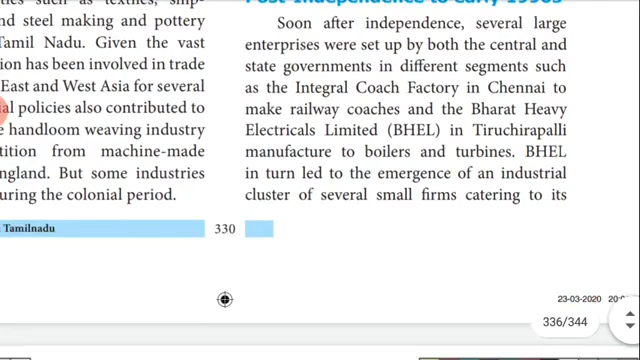 nd steel making and pottery
Tamil Nadu. Given the vast
ion has been involved in trade
East and West Asia for several
al policies also contributed to
e handloom weaving industry
tition from machine-made
ngland. But some industries
uring the colonial period.
Post-Independence to early 1990s
Soon after independence, several large
enterprises were set up by both the central and
state governments in different segments such
as the Integral Coach Factory in Chennai to
make railway coaches and the Bharat Heavy
Electricals Limited (BHEL) in Tiruchirapalli
manufacture to boilers and turbines. BHEL
in turn led to the emergence of an industrial
cluster of several small firms catering to its
Tamilnadu
330
23-03-2020 20:
336/344